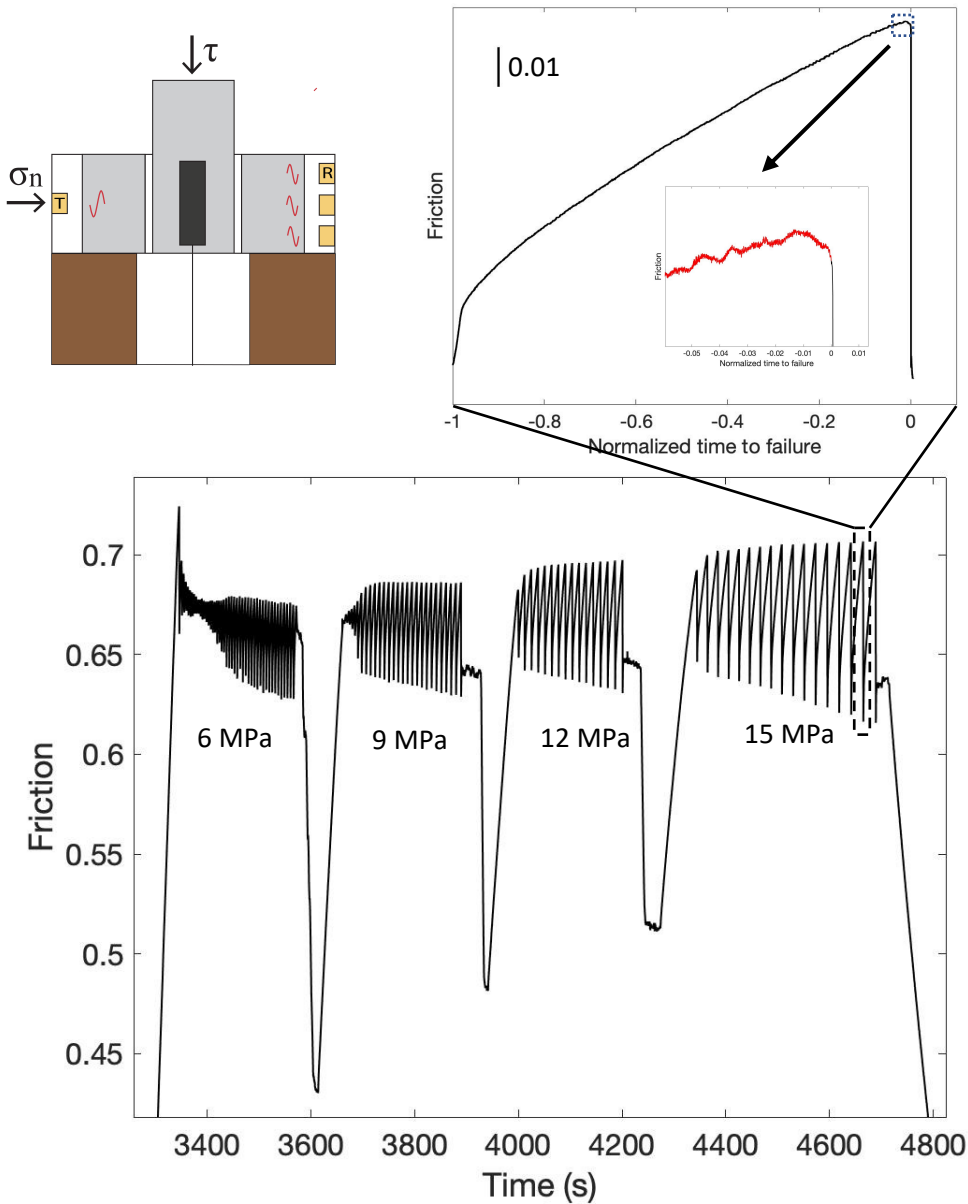 τ
σn
T
R
0.01
Friction
Friction
-0.05
-0.04
-0.03
-0.02
-0.01
0
0.01
Normalized time to failure
-1
-0.8
-0.6
-0.4
-0.2
0
Normalized time to failure
0.7
0.65
0.6
0.55
0.5
0.45
Friction
6 MPa
9 MPa
12 MPa
15 MPa
3400
3600
3800
4000
4200
4400
4600
4800
Time (s)